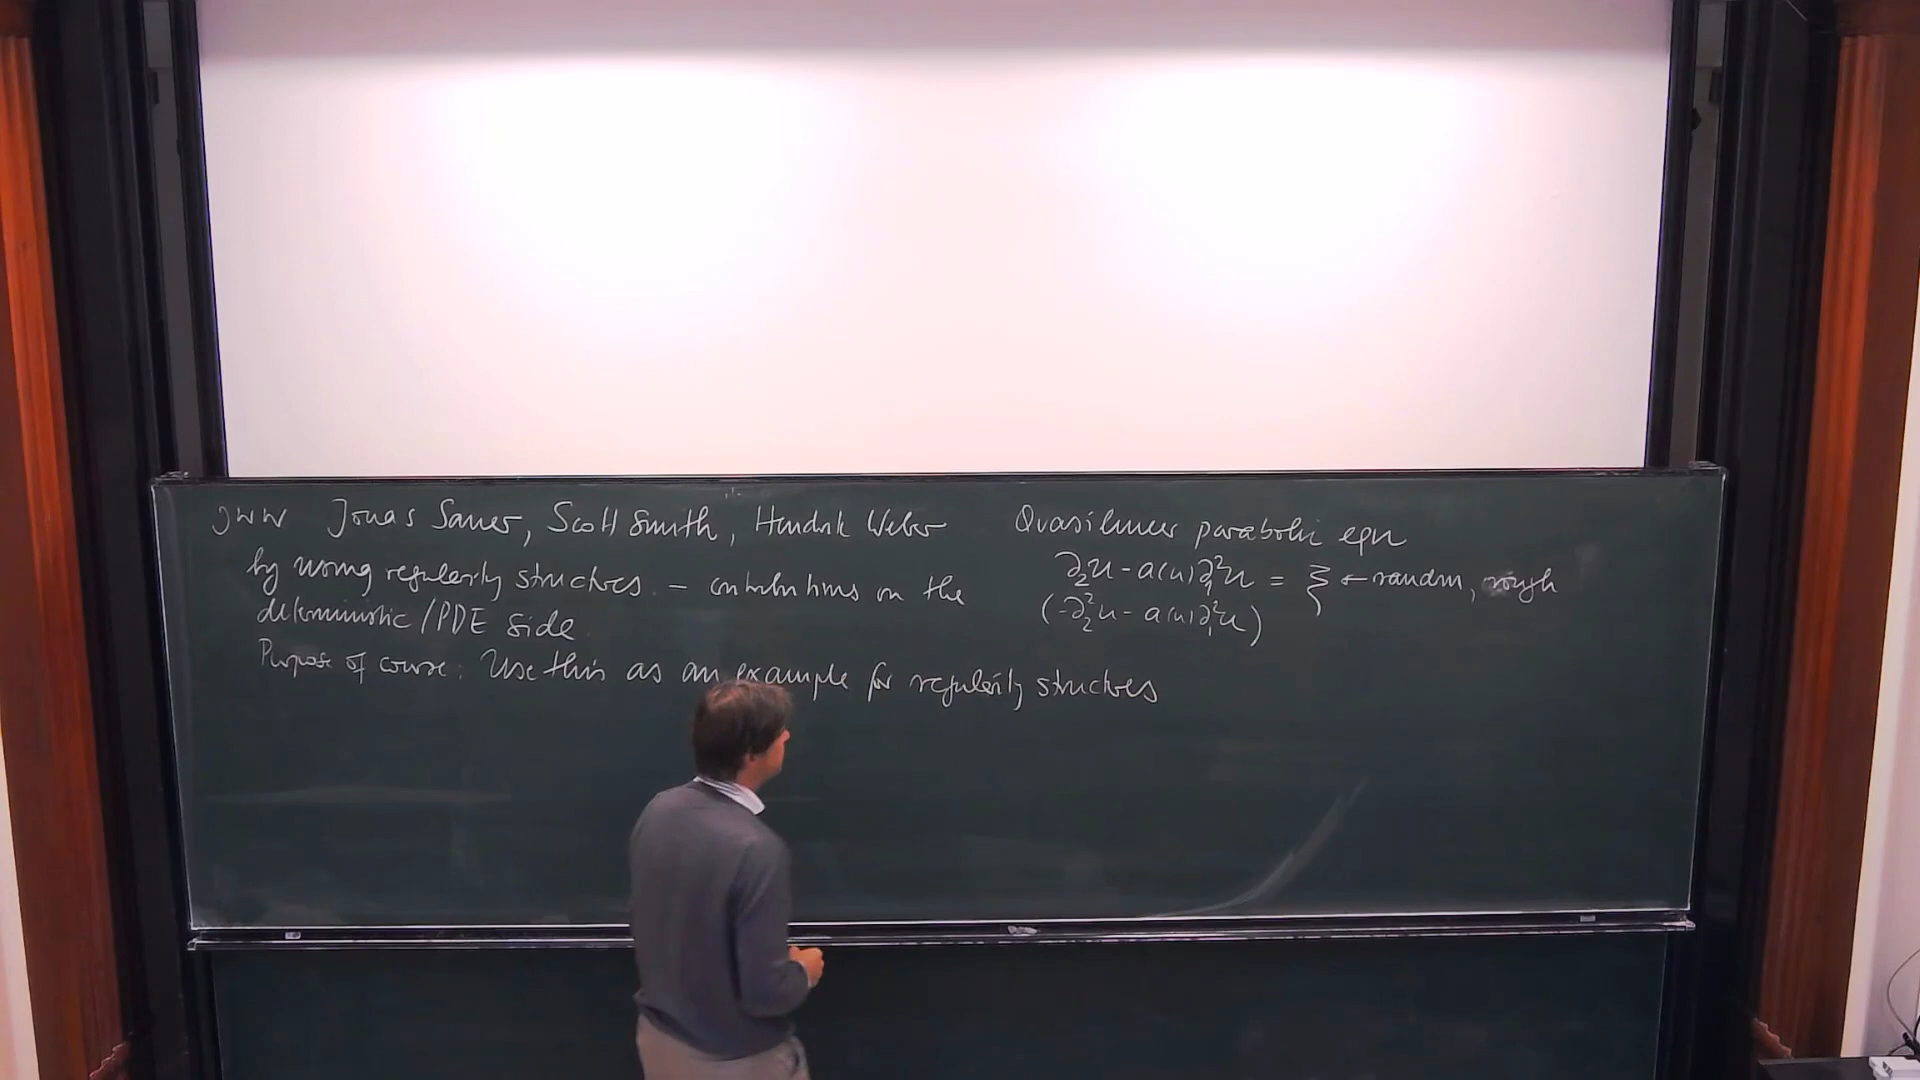 JWW Jonas Sauer, Scott Smith, Hendrik Weber
by using regularity structures. – contributions on the
deterministic/PDE side
Purpose of course: Use this as an example for regularity structures
Quasilinear parabolic eqn
∂₂u - a(u)∂₁²u = ξ ← random, rough
(-∂₂²u - a(u)∂₁²u)